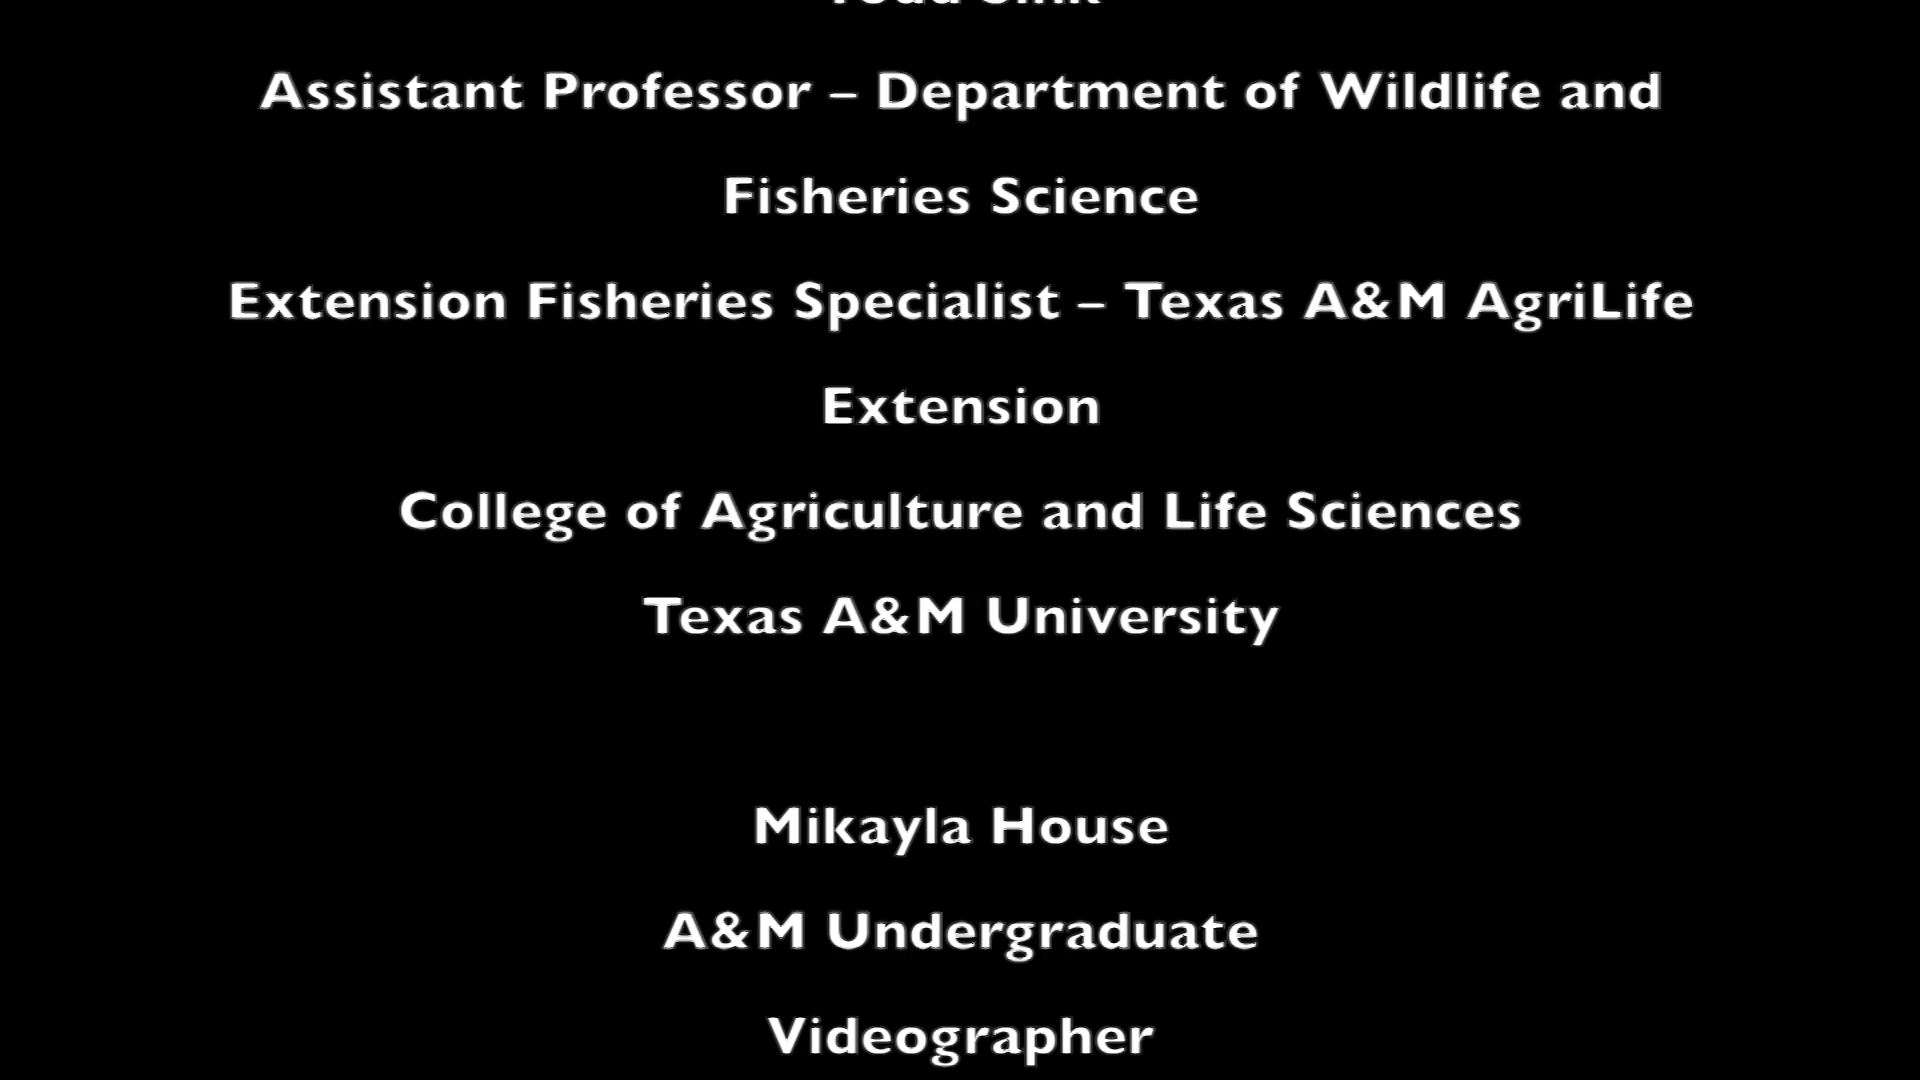 Assistant Professor – Department of Wildlife and
Fisheries Science
Extension Fisheries Specialist – Texas A&M AgriLife
Extension
College of Agriculture and Life Sciences
Texas A&M University
Mikayla House
A&M Undergraduate
Videographer